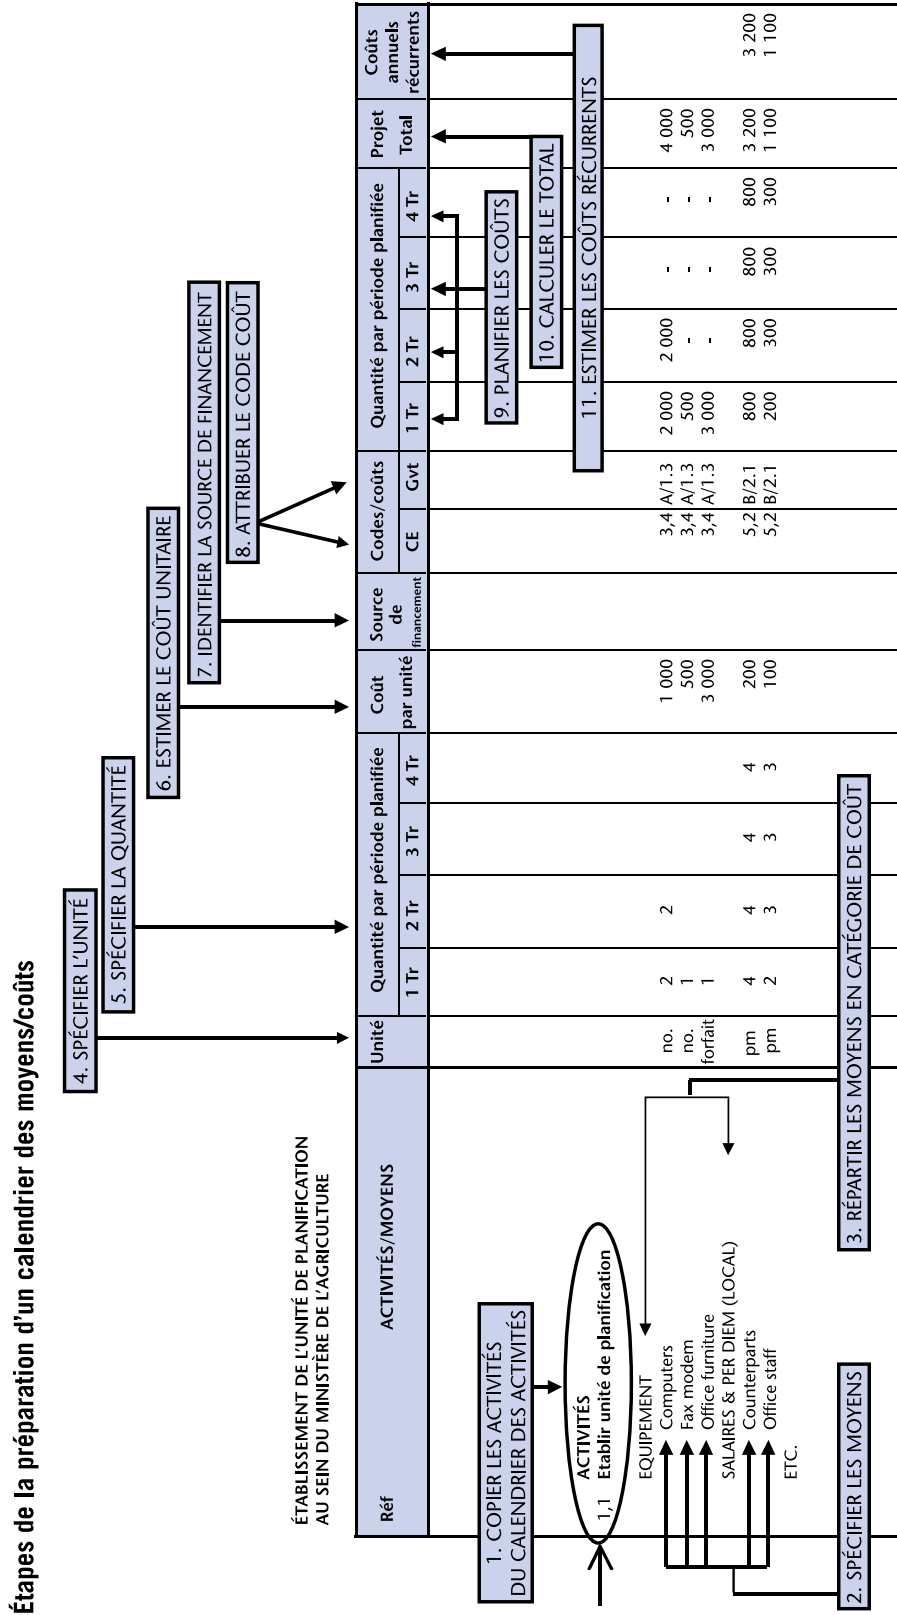 Étapes de la préparation d'un calendrier des moyens/coûts
4. SPÉCIFIER L'UNITÉ
5. SPÉCIFIER LA QUANTITÉ
6. ESTIMER LE COÛT UNITAIRE
7. IDENTIFIER LA SOURCE DE FINANCEMENT
8. ATTRIBUER LE CODE COÛT
ÉTABLISSEMENT DE L'UNITÉ DE PLANIFICATION
AU SEIN DU MINISTÈRE DE L'AGRICULTURE
Réf ACTIVITÉS/MOYENS Unité Quantité par période planifiée Coût par unité Source de financement Codes/coûts Quantité par période planifiée Projet Total Coûts annuels récurrents
1 Tr 2 Tr 3 Tr 4 Tr CE Gvt 1 Tr 2 Tr 3 Tr 4 Tr
1. COPIER LES ACTIVITÉS
DU CALENDRIER DES ACTIVITÉS
9. PLANIFIER LES COÛTS
10. CALCULER LE TOTAL
11. ESTIMER LES COÛTS RÉCURRENTS
ACTIVITÉS
1,1 Etablir unité de planification
EQUIPEMENT
Computers no. 2 2 1 000 3,4 A/1.3 2 000 2 000 - - 4 000
Fax modem no. 1 500 3,4 A/1.3 500 - - - 500
Office furniture forfait 1 3 000 3,4 A/1.3 3 000 - - - 3 000
SALAIRES & PER DIEM (LOCAL)
Counterparts pm 4 4 4 4 200 5,2 B/2.1 800 800 800 800 3 200 3 200
Office staff pm 2 3 3 3 100 5,2 B/2.1 200 300 300 300 1 100 1 100
ETC.
2. SPÉCIFIER LES MOYENS
3. RÉPARTIR LES MOYENS EN CATÉGORIE DE COÛT